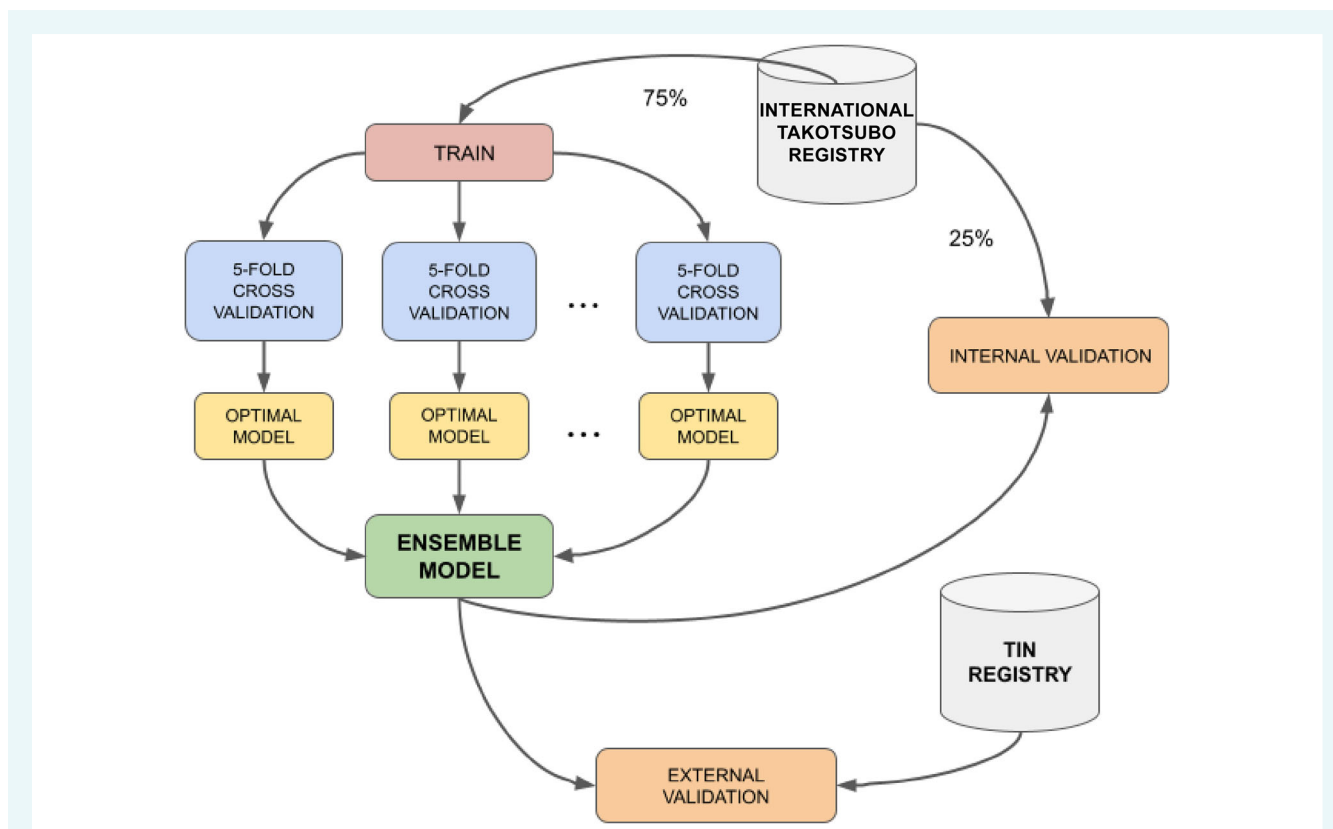 75%
INTERNATIONAL
TAKOTSUBO
REGISTRY
TRAIN
25%
5-FOLD
CROSS
VALIDATION
5-FOLD
CROSS
VALIDATION
...
5-FOLD
CROSS
VALIDATION
INTERNAL VALIDATION
OPTIMAL
MODEL
OPTIMAL
MODEL
...
OPTIMAL
MODEL
ENSEMBLE
MODEL
TIN
REGISTRY
EXTERNAL
VALIDATION